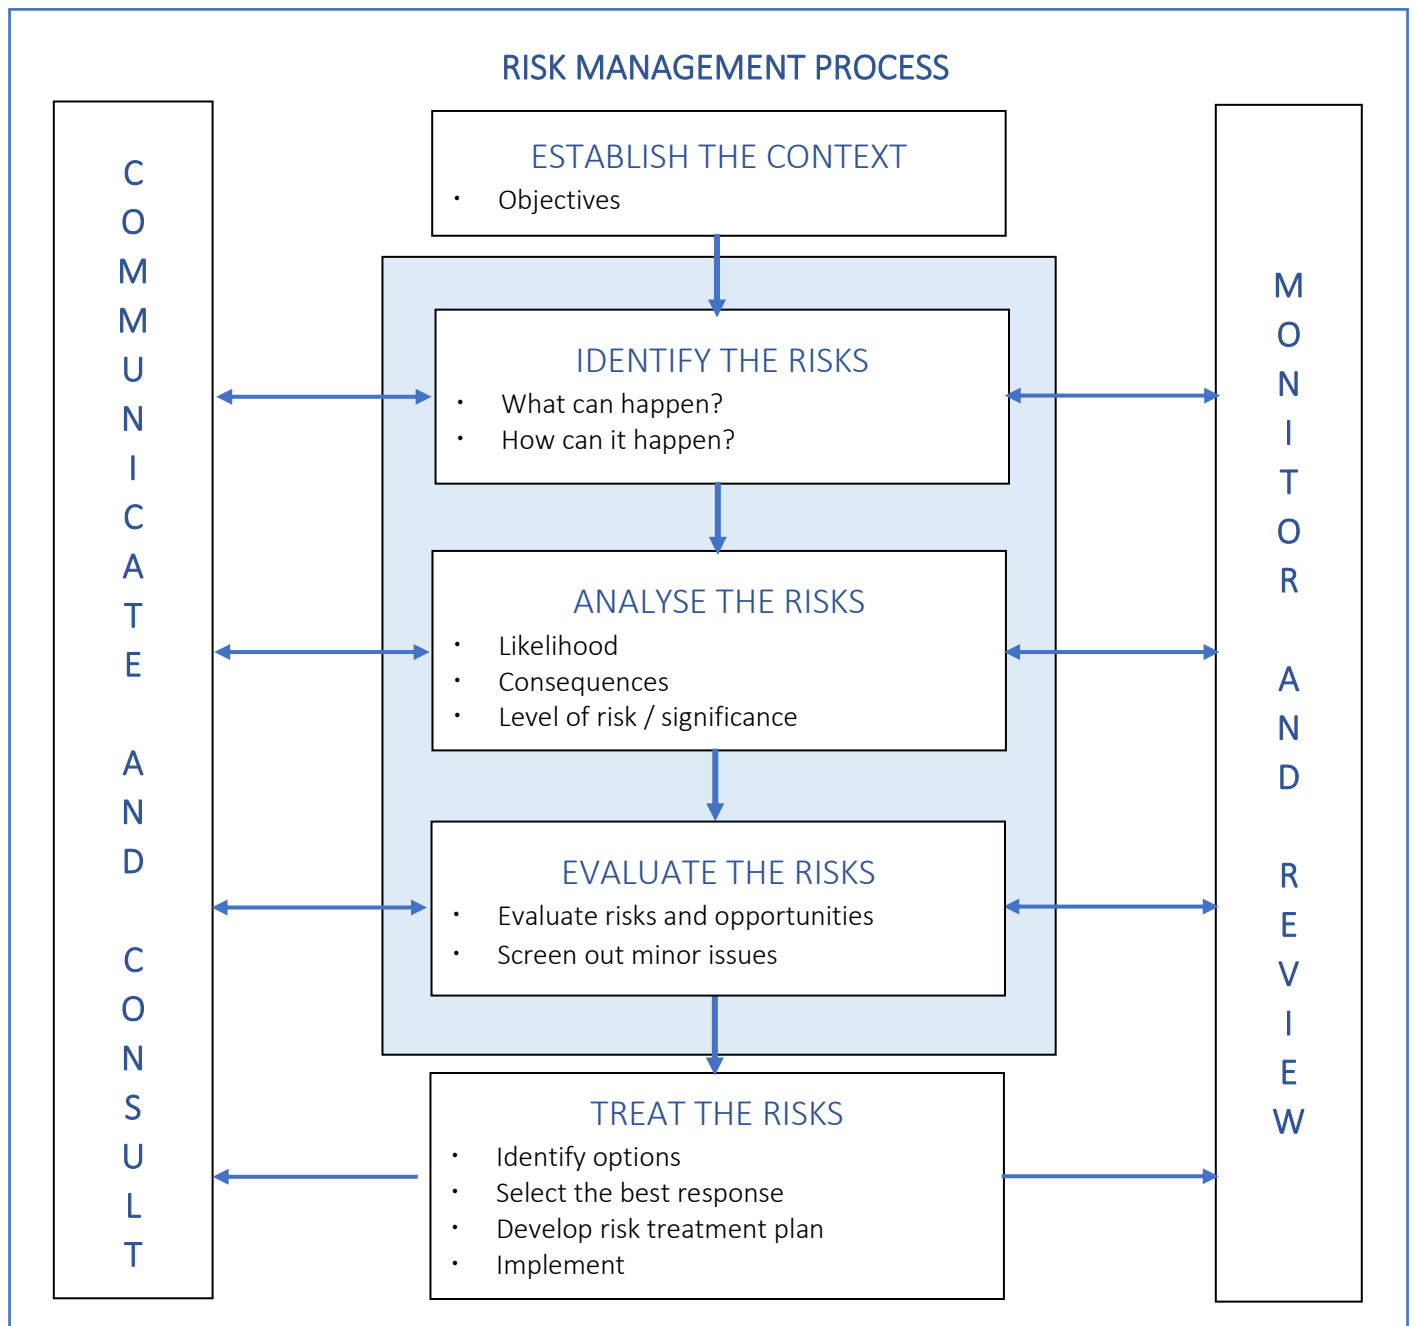 RISK MANAGEMENT PROCESS
COMMUNICATE AND CONSULT
ESTABLISH THE CONTEXT
· Objectives
IDENTIFY THE RISKS
· What can happen?
· How can it happen?
ANALYSE THE RISKS
· Likelihood
· Consequences
· Level of risk / significance
EVALUATE THE RISKS
· Evaluate risks and opportunities
· Screen out minor issues
TREAT THE RISKS
· Identify options
· Select the best response
· Develop risk treatment plan
· Implement
MONITOR AND REVIEW